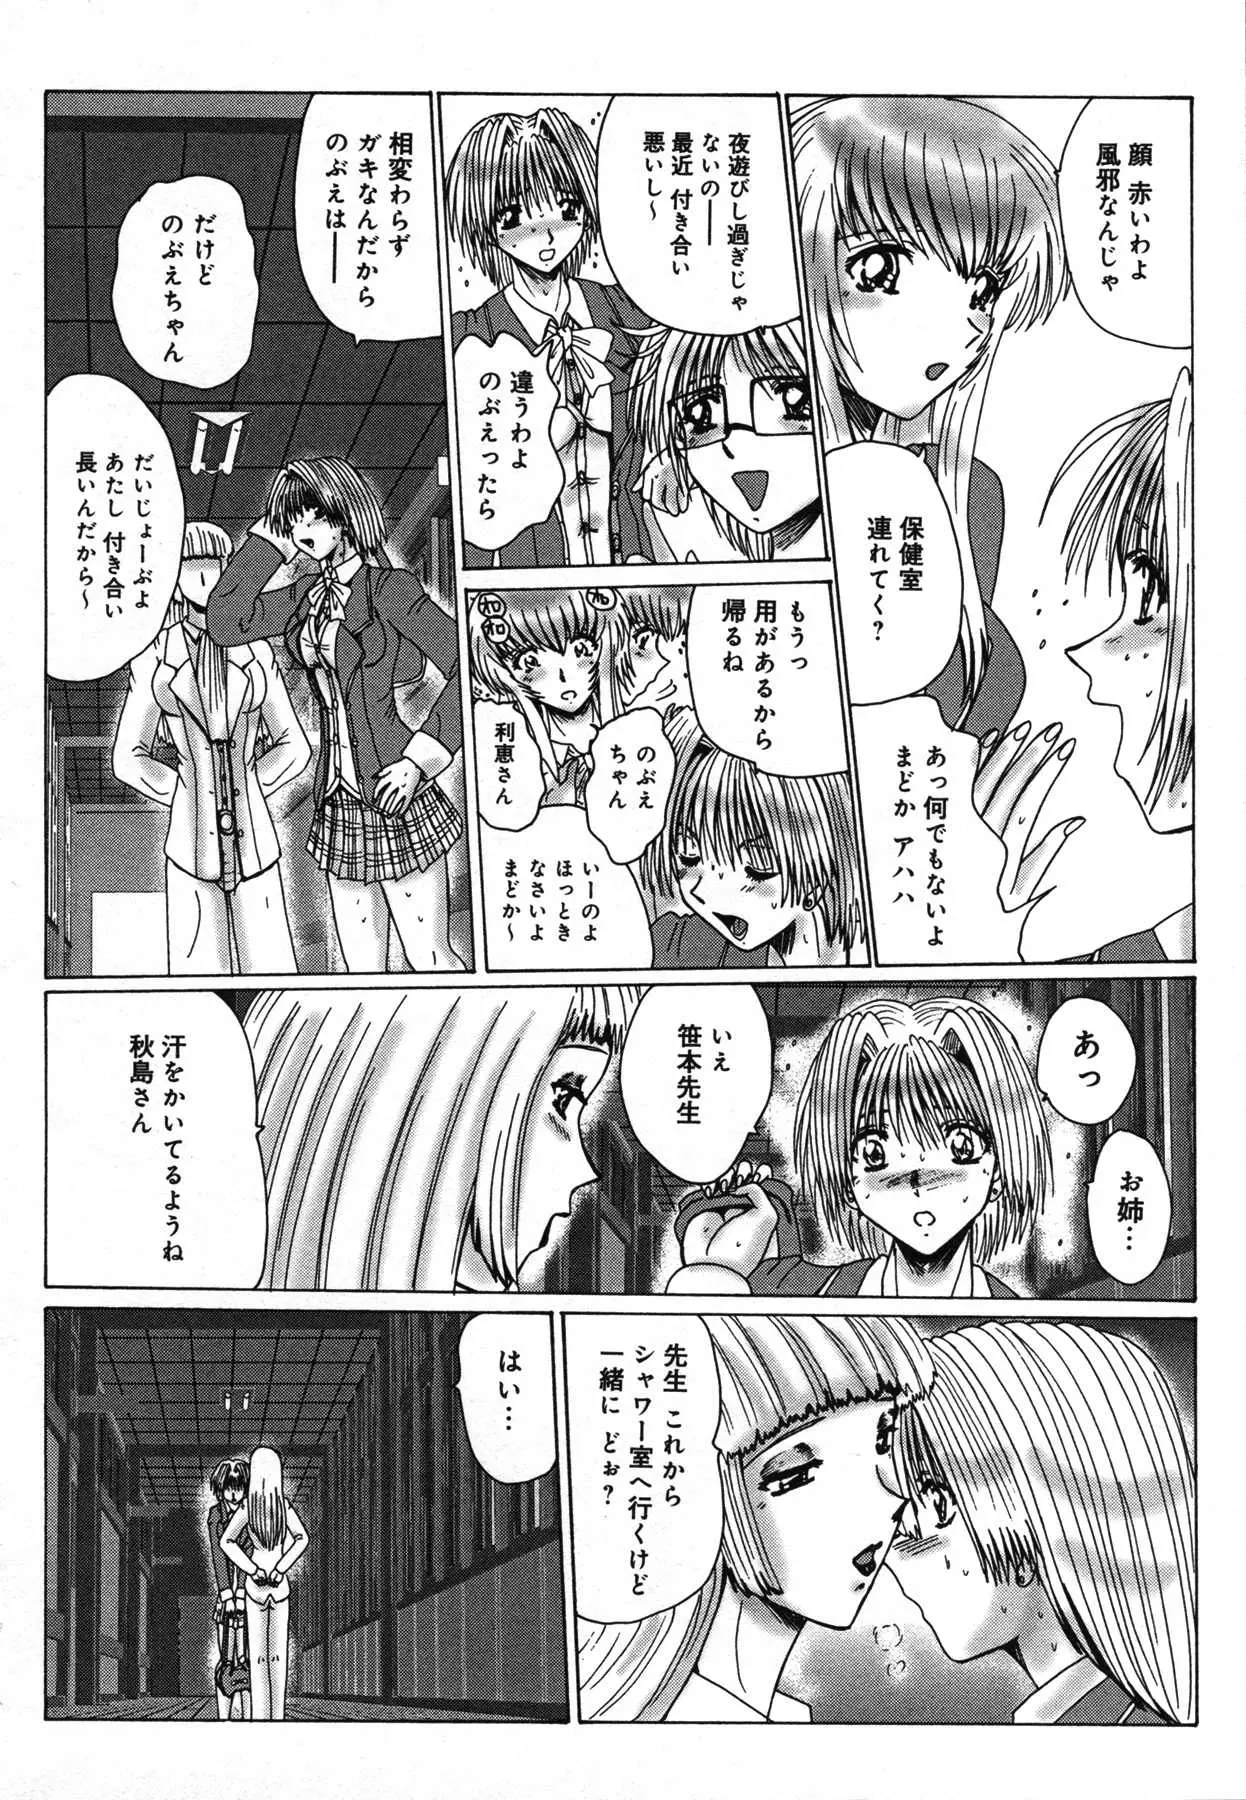 顔 赤いわよ
風邪なんじゃ
保健室
連れてく？
あっ何でもないよ
まどか アハハ
夜遊びし過ぎじゃ
ないの──
最近 付き合い
悪いし～
違うわよ
のぶえったら
もうっ
用があるから
帰るね
のぶえ
ちゃん
利恵さん
いーのよ
ほっとき
なさいよ
まどか～
相変わらず
ガキなんだから
のぶえは──
だけど
のぶえちゃん
だいじょーぶよ
あたし 付き合い
長いんだから～
あっ
お姉…
いえ
笹本先生
汗をかいてるようね
秋島さん
先生 これから
シャワー室へ行くけど
一緒に どぉ？
はい…